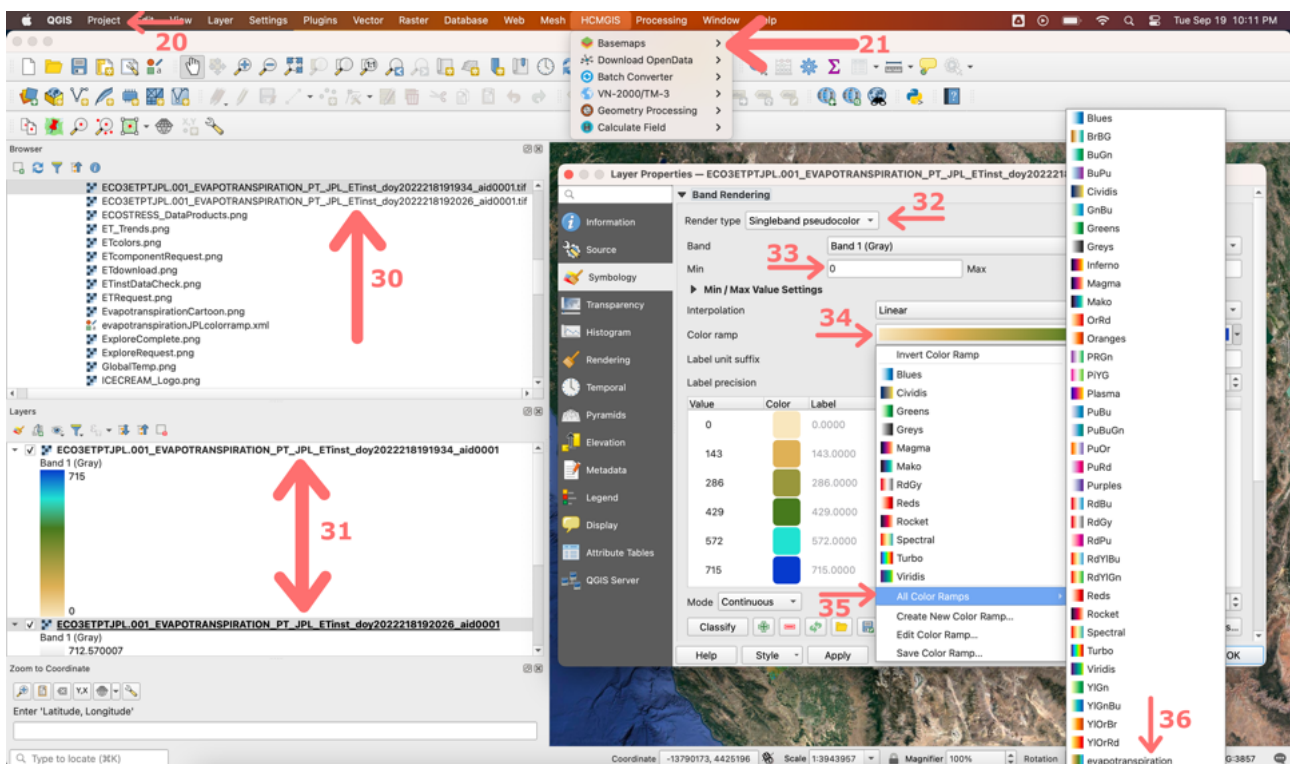 QGIS Project Edit View Layer Settings Plugins Vector Raster Database Web Mesh HCMGIS Processing Window Help Tue Sep 19 10:11 PM
20
21
Basemaps
Download OpenData
Batch Converter
VN-2000/TM-3
Geometry Processing
Calculate Field
Browser
ECO3ETPTJPL.001_EVAPOTRANSPIRATION_PT_JPL_ETinst_doy2022218191934_aid0001.tif
ECO3ETPTJPL.001_EVAPOTRANSPIRATION_PT_JPL_ETinst_doy2022218192026_aid0001.tif
ECOSTRESS_DataProducts.png
ET_Trends.png
ETcolors.png
ETcomponentRequest.png
ETdownload.png
ETinstDataCheck.png
ETRequest.png
EvapotranspirationCartoon.png
evapotranspirationJPLcolorramp.xml
ExploreComplete.png
ExploreRequest.png
GlobalTemp.png
ICECREAM_Logo.png
30
Layers
ECO3ETPTJPL.001_EVAPOTRANSPIRATION_PT_JPL_ETinst_doy2022218191934_aid0001
Band 1 (Gray)
715
31
0
ECO3ETPTJPL.001_EVAPOTRANSPIRATION_PT_JPL_ETinst_doy2022218192026_aid0001
Band 1 (Gray)
712.570007
Zoom to Coordinate
Y,X
Enter 'Latitude, Longitude'
Layer Properties — ECO3ETPTJPL.001_EVAPOTRANSPIRATION_PT_JPL_ETinst_doy20222181
Information
Source
Symbology
Transparency
Histogram
Rendering
Temporal
Pyramids
Elevation
Metadata
Legend
Display
Attribute Tables
QGIS Server
Band Rendering
Render type Singleband pseudocolor
32
Band Band 1 (Gray)
33
Min 0 Max
Min / Max Value Settings
Interpolation Linear
34
Color ramp
Label unit suffix
Label precision
Value Color Label
0 0.0000
143 143.0000
286 286.0000
429 429.0000
572 572.0000
715 715.0000
Mode Continuous
35
Classify
Help Style Apply OK
Invert Color Ramp
Blues
Cividis
Greens
Greys
Magma
Mako
RdGy
Reds
Rocket
Spectral
Turbo
Viridis
All Color Ramps
Create New Color Ramp...
Edit Color Ramp...
Save Color Ramp...
Blues
BrBG
BuGn
BuPu
Cividis
GnBu
Greens
Greys
Inferno
Magma
Mako
OrRd
Oranges
PRGn
PiYG
Plasma
PuBu
PuBuGn
PuOr
PuRd
Purples
RdBu
RdGy
RdPu
RdYlBu
RdYlGn
Reds
Rocket
Spectral
Turbo
Viridis
YlGn
YlGnBu
YlOrBr
YlOrRd
evapotranspiration
36
Type to locate (⌘K) Coordinate -13790173, 4425196 Scale 1:3943957 Magnifier 100% Rotation G:3857